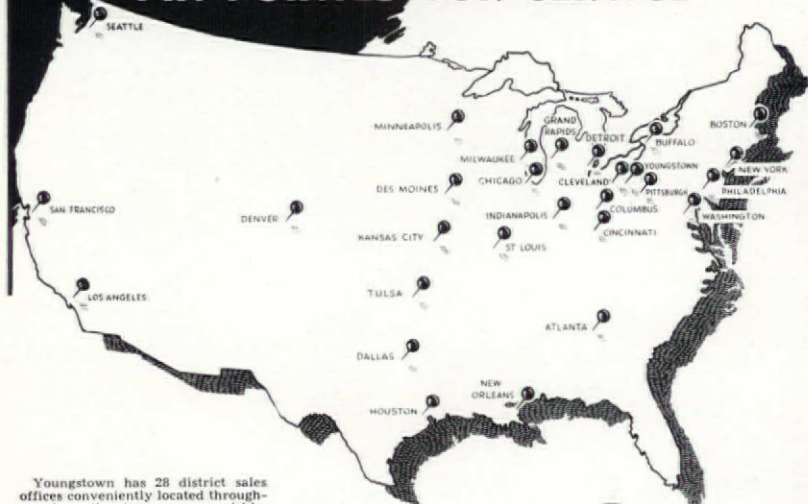 SEATTLE
MINNEAPOLIS
GRAND
RAPIDS
DETROIT
BUFFALO
BOSTON
MILWAUKEE
CHICAGO
CLEVELAND
YOUNGSTOWN
PITTSBURGH
NEW YORK
PHILADELPHIA
WASHINGTON
DES MOINES
SAN FRANCISCO
DENVER
INDIANAPOLIS
COLUMBUS
CINCINNATI
KANSAS CITY
ST LOUIS
LOS ANGELES
TULSA
ATLANTA
DALLAS
NEW
ORLEANS
HOUSTON
Youngstown has 28 district sales
offices conveniently located through-